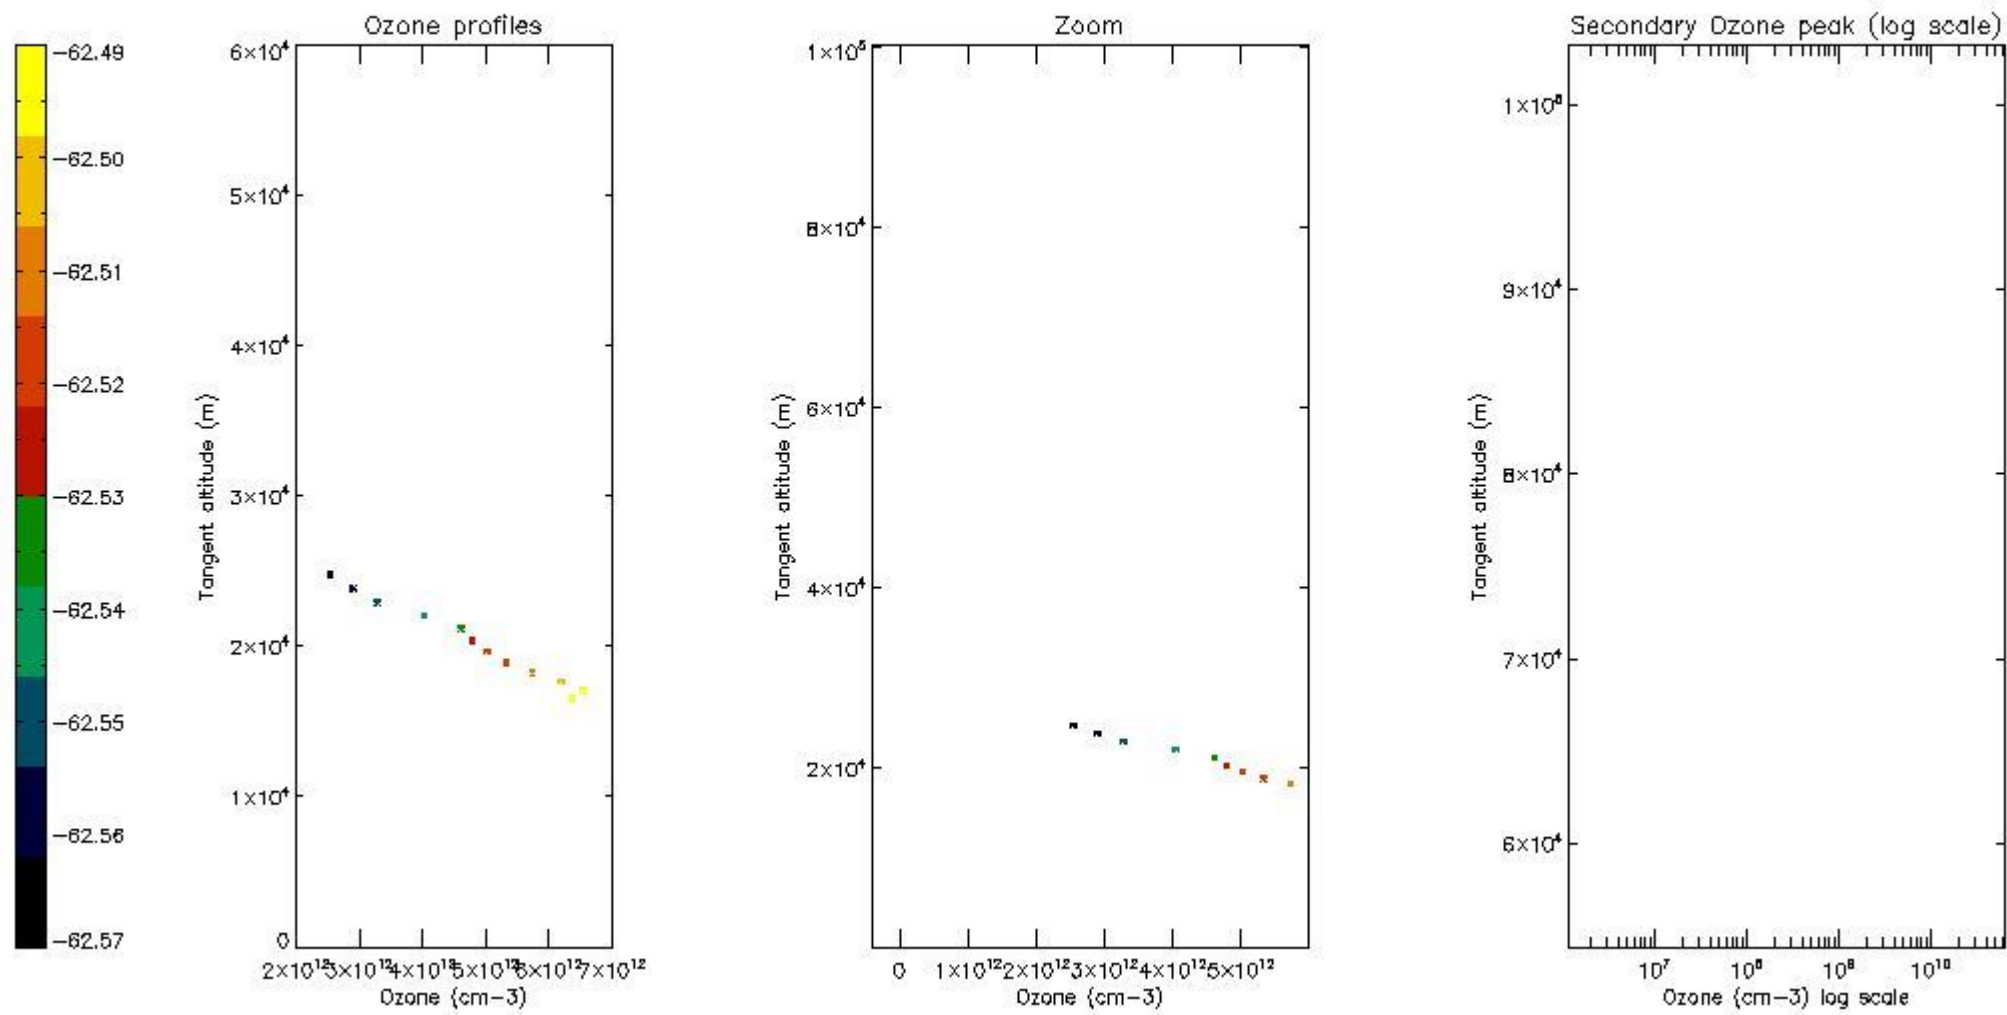 Ozone profiles
Zoom
Secondary Ozone peak (log scale)
−62.49
−62.50
−62.51
−62.52
−62.53
−62.54
−62.55
−62.56
−62.57
Tangent altitude (m)
6×10⁴
5×10⁴
4×10⁴
3×10⁴
2×10⁴
1×10⁴
0
2×10¹² 3×10¹² 4×10¹² 5×10¹² 6×10¹² 7×10¹²
Ozone (cm−3)
Tangent altitude (m)
1×10⁵
8×10⁴
6×10⁴
4×10⁴
2×10⁴
0 1×10¹² 2×10¹² 3×10¹² 4×10¹² 5×10¹²
Ozone (cm−3)
Tangent altitude (m)
9×10⁴
8×10⁴
7×10⁴
6×10⁴
10⁷ 10⁹ 10¹⁰
Ozone (cm−3) log scale